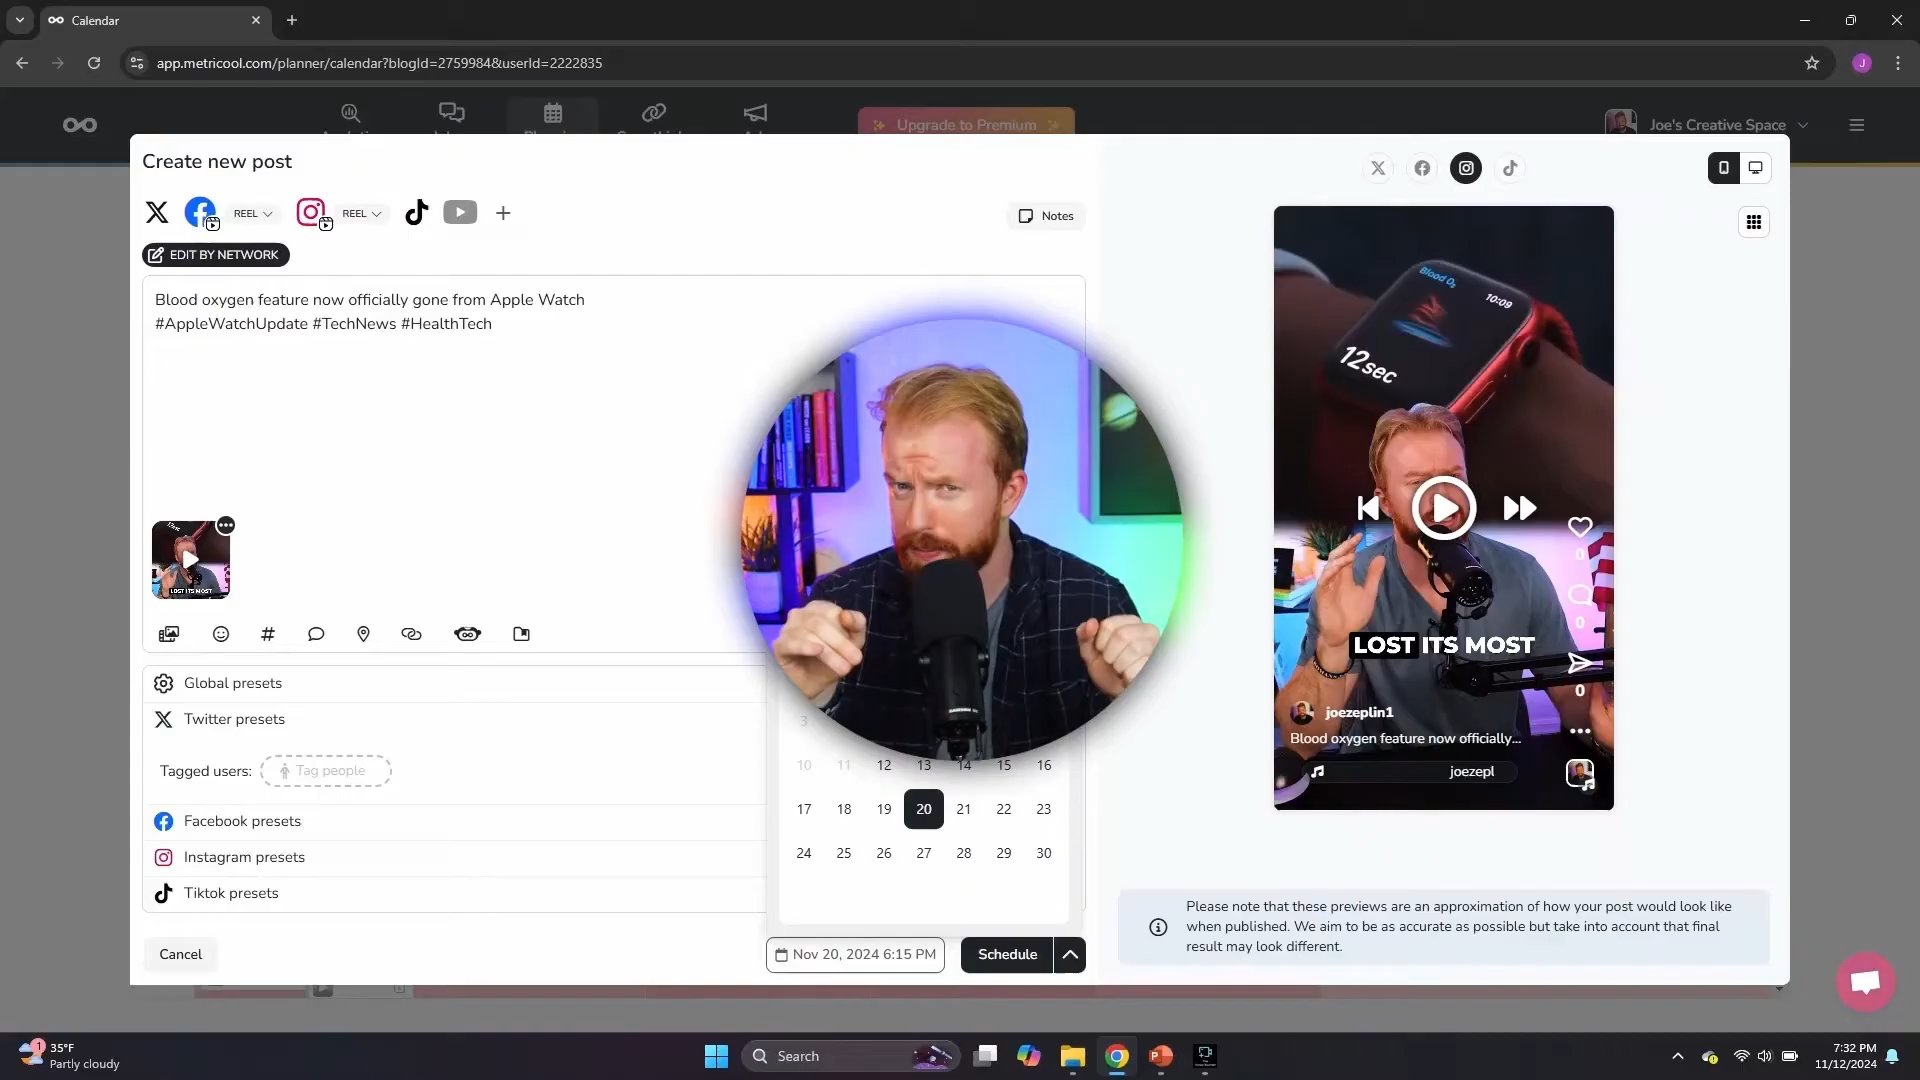 Calendar
app.metricool.com/planner/calendar?blogId=2759984&userId=2222835
Upgrade to Premium
Joe's Creative Space
J
Create new post
REEL
REEL
Notes
EDIT BY NETWORK
Blood oxygen feature now officially gone from Apple Watch
#AppleWatchUpdate #TechNews #HealthTech
LOST ITS MOST
Global presets
Twitter presets
Tagged users:
Tag people
Facebook presets
Instagram presets
Tiktok presets
3
10 11 12 13 14 15 16
17 18 19 20 21 22 23
24 25 26 27 28 29 30
Cancel
Nov 20, 2024 6:15 PM
Schedule
Blood O₂
10:09
12sec
0
0
LOST ITS MOST
0
joezeplin1
Blood oxygen feature now officially...
joezepl
Please note that these previews are an approximation of how your post would look like
when published. We aim to be as accurate as possible but take into account that final
result may look different.
1
35°F
Partly cloudy
Search
7:32 PM
11/12/2024